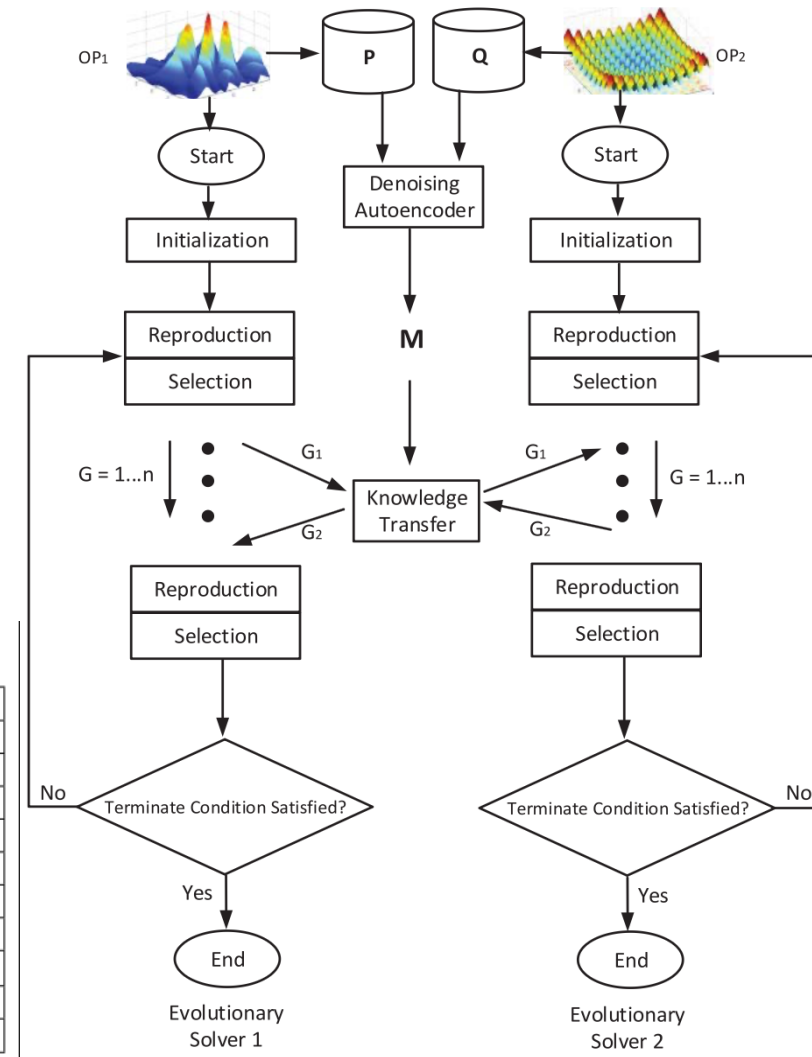 OP1
P
Q
OP2
Start
Start
Denoising
Autoencoder
Initialization
Initialization
Reproduction
Selection
M
Reproduction
Selection
G = 1...n
G1
G2
Knowledge
Transfer
G1
G2
G = 1...n
Reproduction
Selection
Reproduction
Selection
No
Terminate Condition Satisfied?
Terminate Condition Satisfied?
No
Yes
Yes
End
End
Evolutionary
Solver 1
Evolutionary
Solver 2